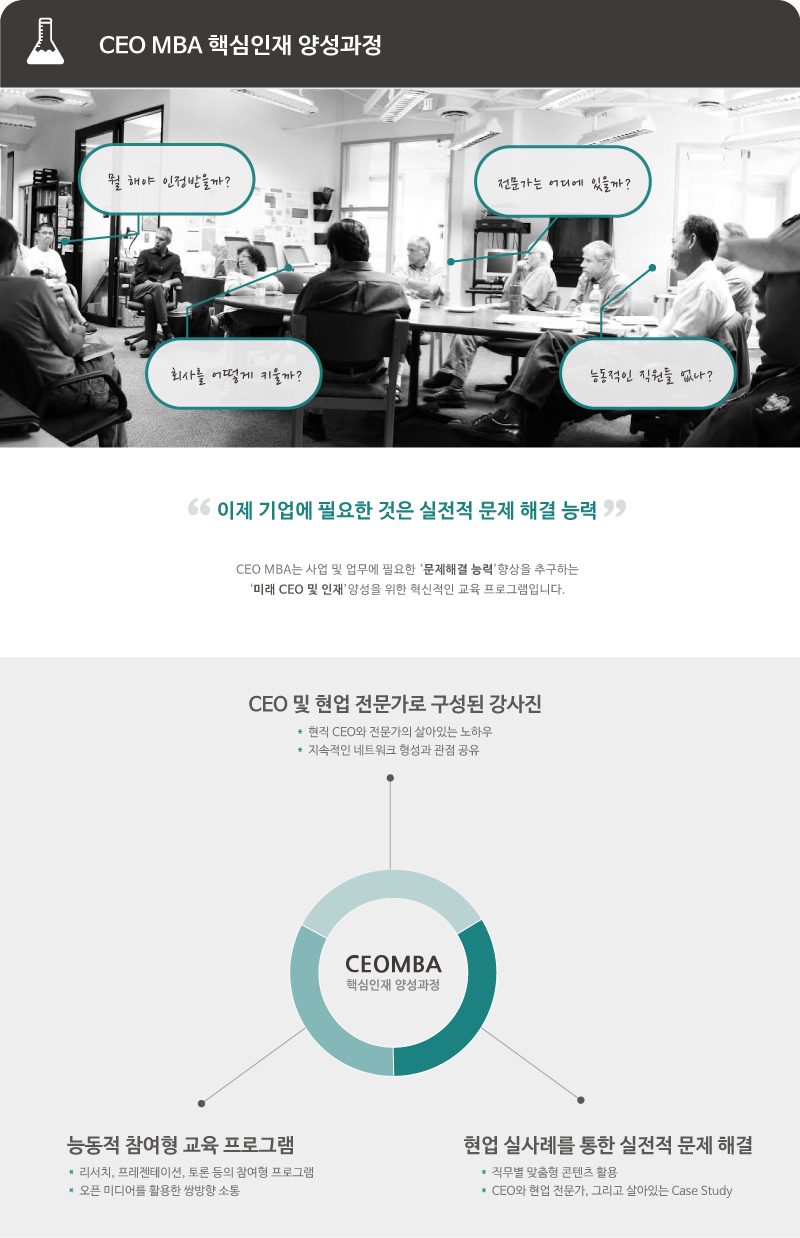 CEO MBA 핵심인재 양성과정
뭘 해야 인정받을까?
전문가는 어디에 있을까?
회사를 어떻게 키울까?
능동적인 직원들 없나?
“ 이제 기업에 필요한 것은 실전적 문제 해결 능력 ”
CEO MBA는 사업 및 업무에 필요한 ‘문제해결 능력’향상을 추구하는
‘미래 CEO 및 인재’양성을 위한 혁신적인 교육 프로그램입니다.
CEO 및 현업 전문가로 구성된 강사진
* 현직 CEO와 전문가의 살아있는 노하우
* 지속적인 네트워크 형성과 관점 공유
CEOMBA
핵심인재 양성과정
능동적 참여형 교육 프로그램
* 리서치, 프레젠테이션, 토론 등의 참여형 프로그램
* 오픈 미디어를 활용한 쌍방향 소통
현업 실사례를 통한 실전적 문제 해결
* 직무별 맞춤형 콘텐츠 활용
* CEO와 현업 전문가, 그리고 살아있는 Case Study